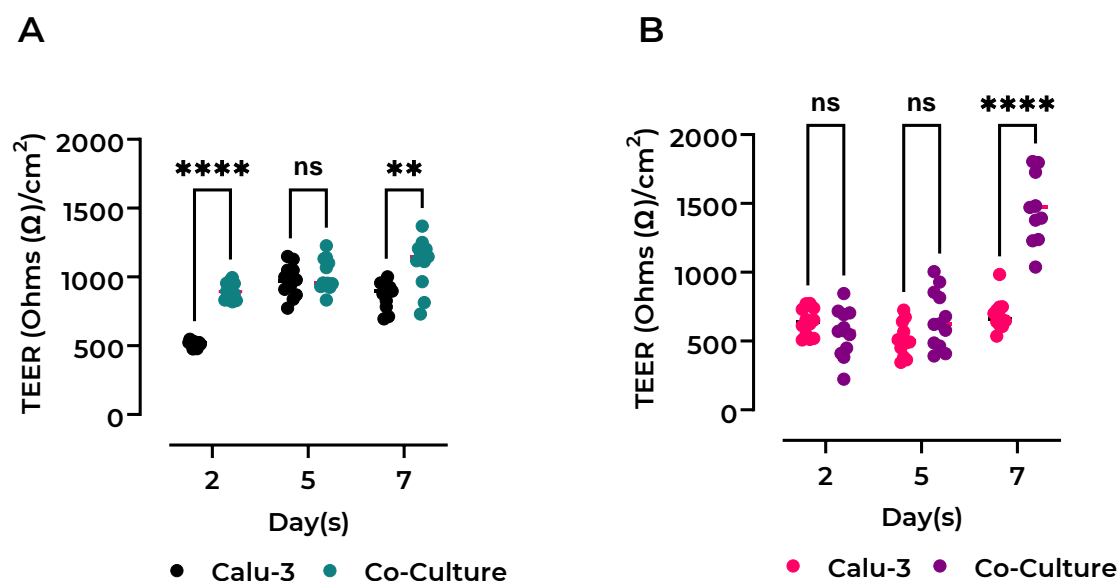 A
TEER (Ohms (Ω)/cm²
2000
1500
1000
500
0
**** ns **
2 5 7
Day(s)
Calu-3 Co-Culture
B
TEER (Ohms (Ω)/cm²
2000
1500
1000
500
0
ns ns ****
2 5 7
Day(s)
Calu-3 Co-Culture